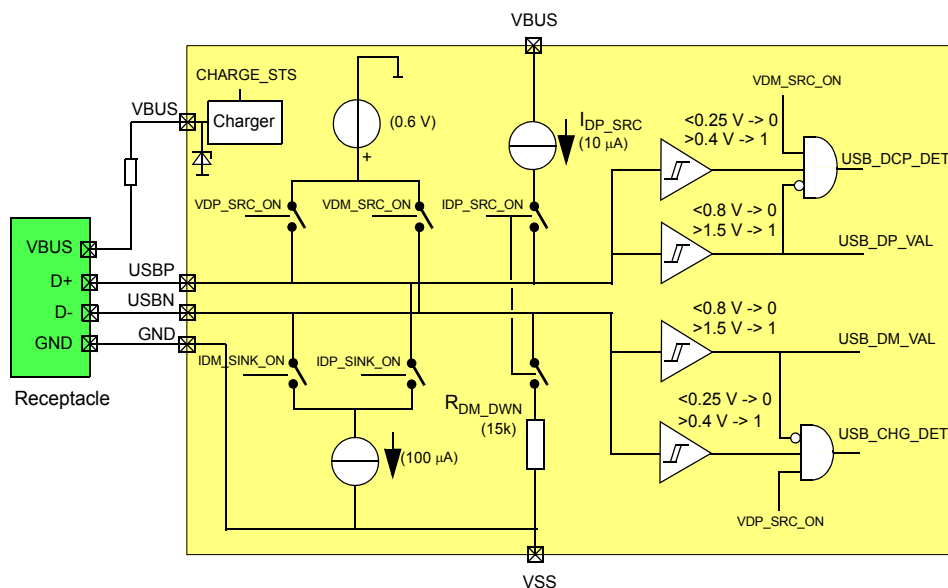 VBUS
CHARGE_STS
VDM_SRC_ON
VBUS
Charger
(0.6 V)
+
I_DP_SRC
(10 µA)
<0.25 V -> 0
>0.4 V -> 1
USB_DCP_DET
VDP_SRC_ON
VDM_SRC_ON
IDP_SRC_ON
<0.8 V -> 0
>1.5 V -> 1
VBUS
USB_DP_VAL
D+
USBP
D-
USBN
GND
GND
<0.8 V -> 0
>1.5 V -> 1
USB_DM_VAL
IDM_SINK_ON
IDP_SINK_ON
Receptacle
R_DM_DWN
(15k)
<0.25 V -> 0
>0.4 V -> 1
USB_CHG_DET
(100 µA)
VDP_SRC_ON
VSS